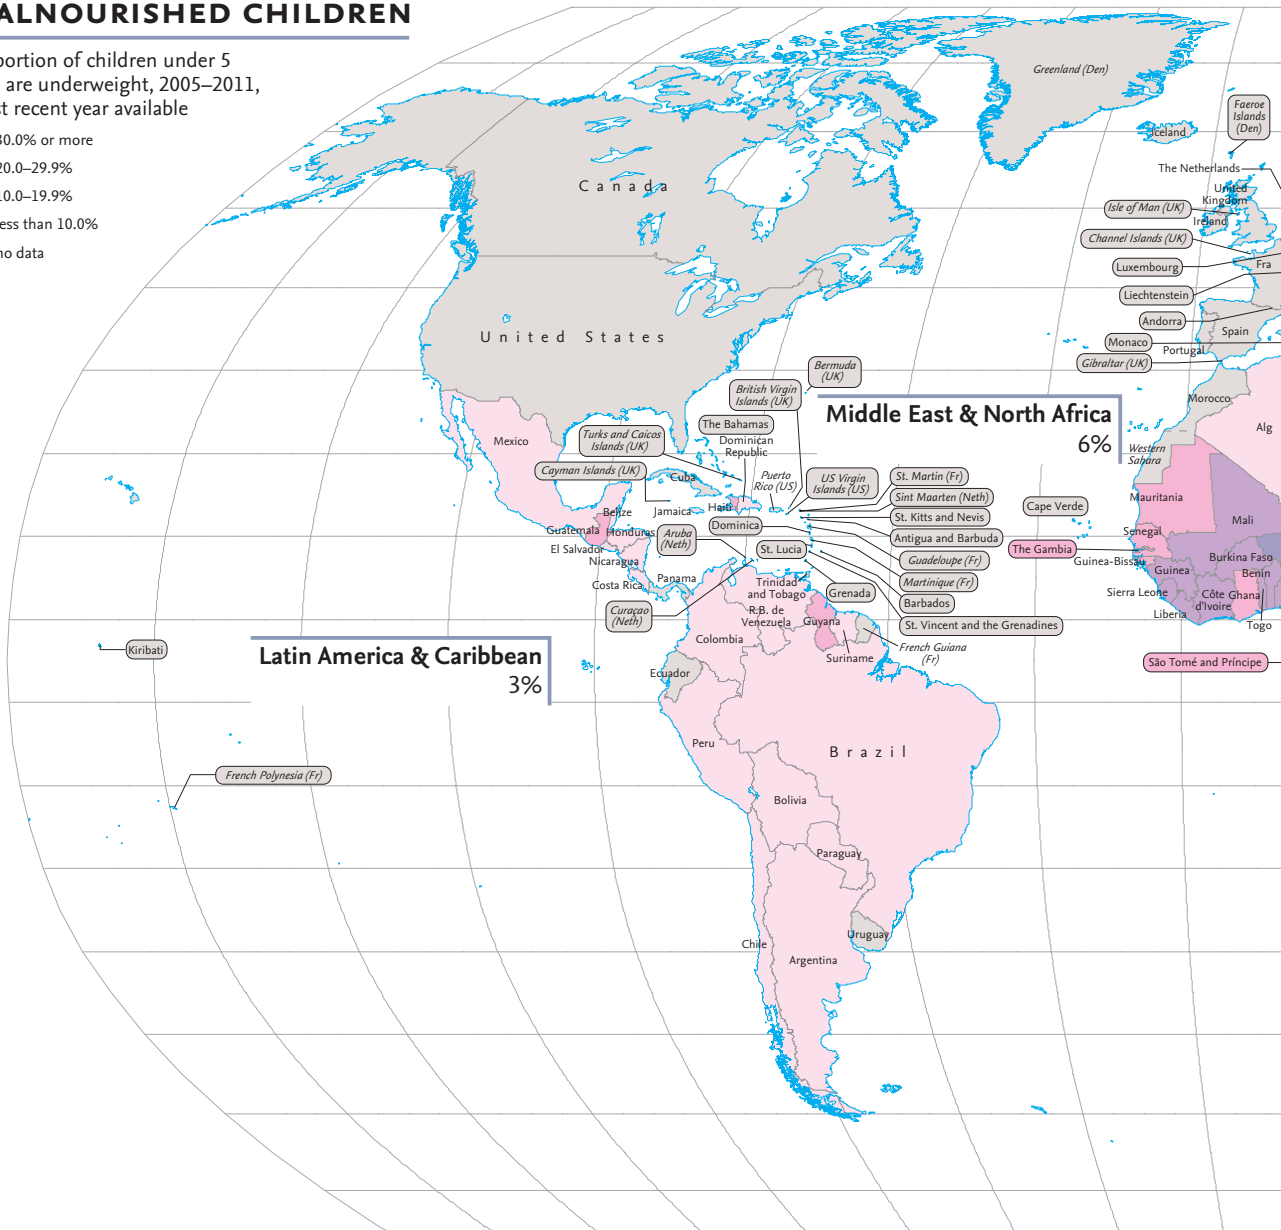 ALNOURISHED CHILDREN
portion of children under 5
are underweight, 2005–2011,
st recent year available
30.0% or more
20.0–29.9%
10.0–19.9%
less than 10.0%
no data
Greenland (Den)
Faeroe
Islands
(Den)
Iceland
The Netherlands
United
Kingdom
Isle of Man (UK)
Ireland
Channel Islands (UK)
Luxembourg
Fra
Liechtenstein
Andorra
Spain
Monaco
Portugal
Gibraltar (UK)
Canada
United States
Bermuda
(UK)
British Virgin
Islands (UK)
Middle East & North Africa
6%
Morocco
Alg
Western
Sahara
The Bahamas
Turks and Caicos
Islands (UK)
Dominican
Republic
Mexico
Cayman Islands (UK)
Cuba
Puerto
Rico (US)
US Virgin
Islands (US)
St. Martin (Fr)
Sint Maarten (Neth)
St. Kitts and Nevis
Antigua and Barbuda
Guadeloupe (Fr)
Martinique (Fr)
Barbados
St. Vincent and the Grenadines
Cape Verde
Mauritania
Mali
Senegal
The Gambia
Guinea-Bissau
Burkina Faso
Guinea
Benin
Sierra Leone
Côte
d'Ivoire
Ghana
Liberia
Togo
São Tomé and Príncipe
Belize
Jamaica
Haiti
Guatemala
Honduras
Aruba
(Neth)
Dominica
El Salvador
Nicaragua
St. Lucia
Costa Rica
Panama
Trinidad
and Tobago
Grenada
Curaçao
(Neth)
R.B. de
Venezuela
Guyana
Colombia
Suriname
French Guiana
(Fr)
Kiribati
Latin America & Caribbean
3%
Ecuador
Peru
Brazil
French Polynesia (Fr)
Bolivia
Paraguay
Uruguay
Chile
Argentina